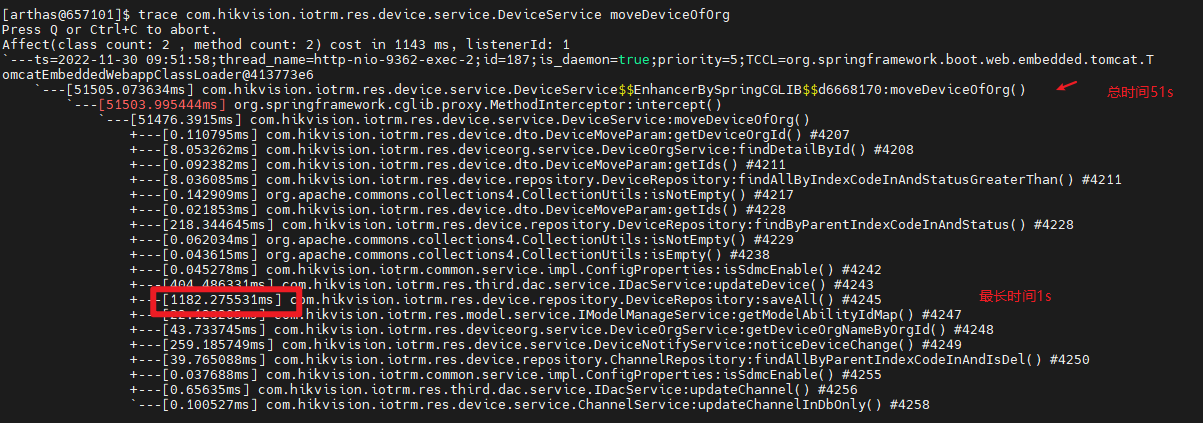 [arthas@657101]$ trace com.hikvision.iotrm.res.device.service.DeviceService moveDeviceOfOrg
Press Q or Ctrl+C to abort.
Affect(class count: 2 , method count: 2) cost in 1143 ms, listenerId: 1
`---ts=2022-11-30 09:51:58;thread_name=http-nio-9362-exec-2;id=187;is_daemon=true;priority=5;TCCL=org.springframework.boot.web.embedded.tomcat.T
omcatEmbeddedWebappClassLoader@413773e6
`---[51505.073634ms] com.hikvision.iotrm.res.device.service.DeviceService$$EnhancerBySpringCGLIB$$d6668170:moveDeviceOfOrg()
总时间51s
`---[51503.995444ms] org.springframework.cglib.proxy.MethodInterceptor:intercept()
`---[51476.3915ms] com.hikvision.iotrm.res.device.service.DeviceService:moveDeviceOfOrg()
+---[0.110795ms] com.hikvision.iotrm.res.device.dto.DeviceMoveParam:getDeviceOrgId() #4207
+---[8.053262ms] com.hikvision.iotrm.res.deviceorg.service.DeviceOrgService:findDetailById() #4208
+---[0.092382ms] com.hikvision.iotrm.res.device.dto.DeviceMoveParam:getIds() #4211
+---[8.036085ms] com.hikvision.iotrm.res.device.repository.DeviceRepository:findAllByIndexCodeInAndStatusGreaterThan() #4211
+---[0.142909ms] org.apache.commons.collections4.CollectionUtils:isNotEmpty() #4217
+---[0.021853ms] com.hikvision.iotrm.res.device.dto.DeviceMoveParam:getIds() #4228
+---[218.344645ms] com.hikvision.iotrm.res.device.repository.DeviceRepository:findByParentIndexCodeInAndStatus() #4228
+---[0.062034ms] org.apache.commons.collections4.CollectionUtils:isNotEmpty() #4229
+---[0.043615ms] org.apache.commons.collections4.CollectionUtils:isEmpty() #4238
+---[0.045278ms] com.hikvision.iotrm.common.service.impl.ConfigProperties:isSdmcEnable() #4242
+---[404.486331ms] com.hikvision.iotrm.res.third.dac.service.IDacService:updateDevice() #4243
+---[1182.275531ms] com.hikvision.iotrm.res.device.repository.DeviceRepository:saveAll() #4245
最长时间1s
com.hikvision.iotrm.res.model.service.IModelManageService:getModelAbilityIdMap() #4247
+---[43.733745ms] com.hikvision.iotrm.res.deviceorg.service.DeviceOrgService:getDeviceOrgNameByOrgId() #4248
+---[259.185749ms] com.hikvision.iotrm.res.device.service.DeviceNotifyService:noticeDeviceChange() #4249
+---[39.765088ms] com.hikvision.iotrm.res.device.repository.ChannelRepository:findAllByParentIndexCodeInAndIsDel() #4250
+---[0.037688ms] com.hikvision.iotrm.common.service.impl.ConfigProperties:isSdmcEnable() #4255
+---[0.65635ms] com.hikvision.iotrm.res.third.dac.service.IDacService:updateChannel() #4256
`---[0.100527ms] com.hikvision.iotrm.res.device.service.ChannelService:updateChannelInDbOnly() #4258